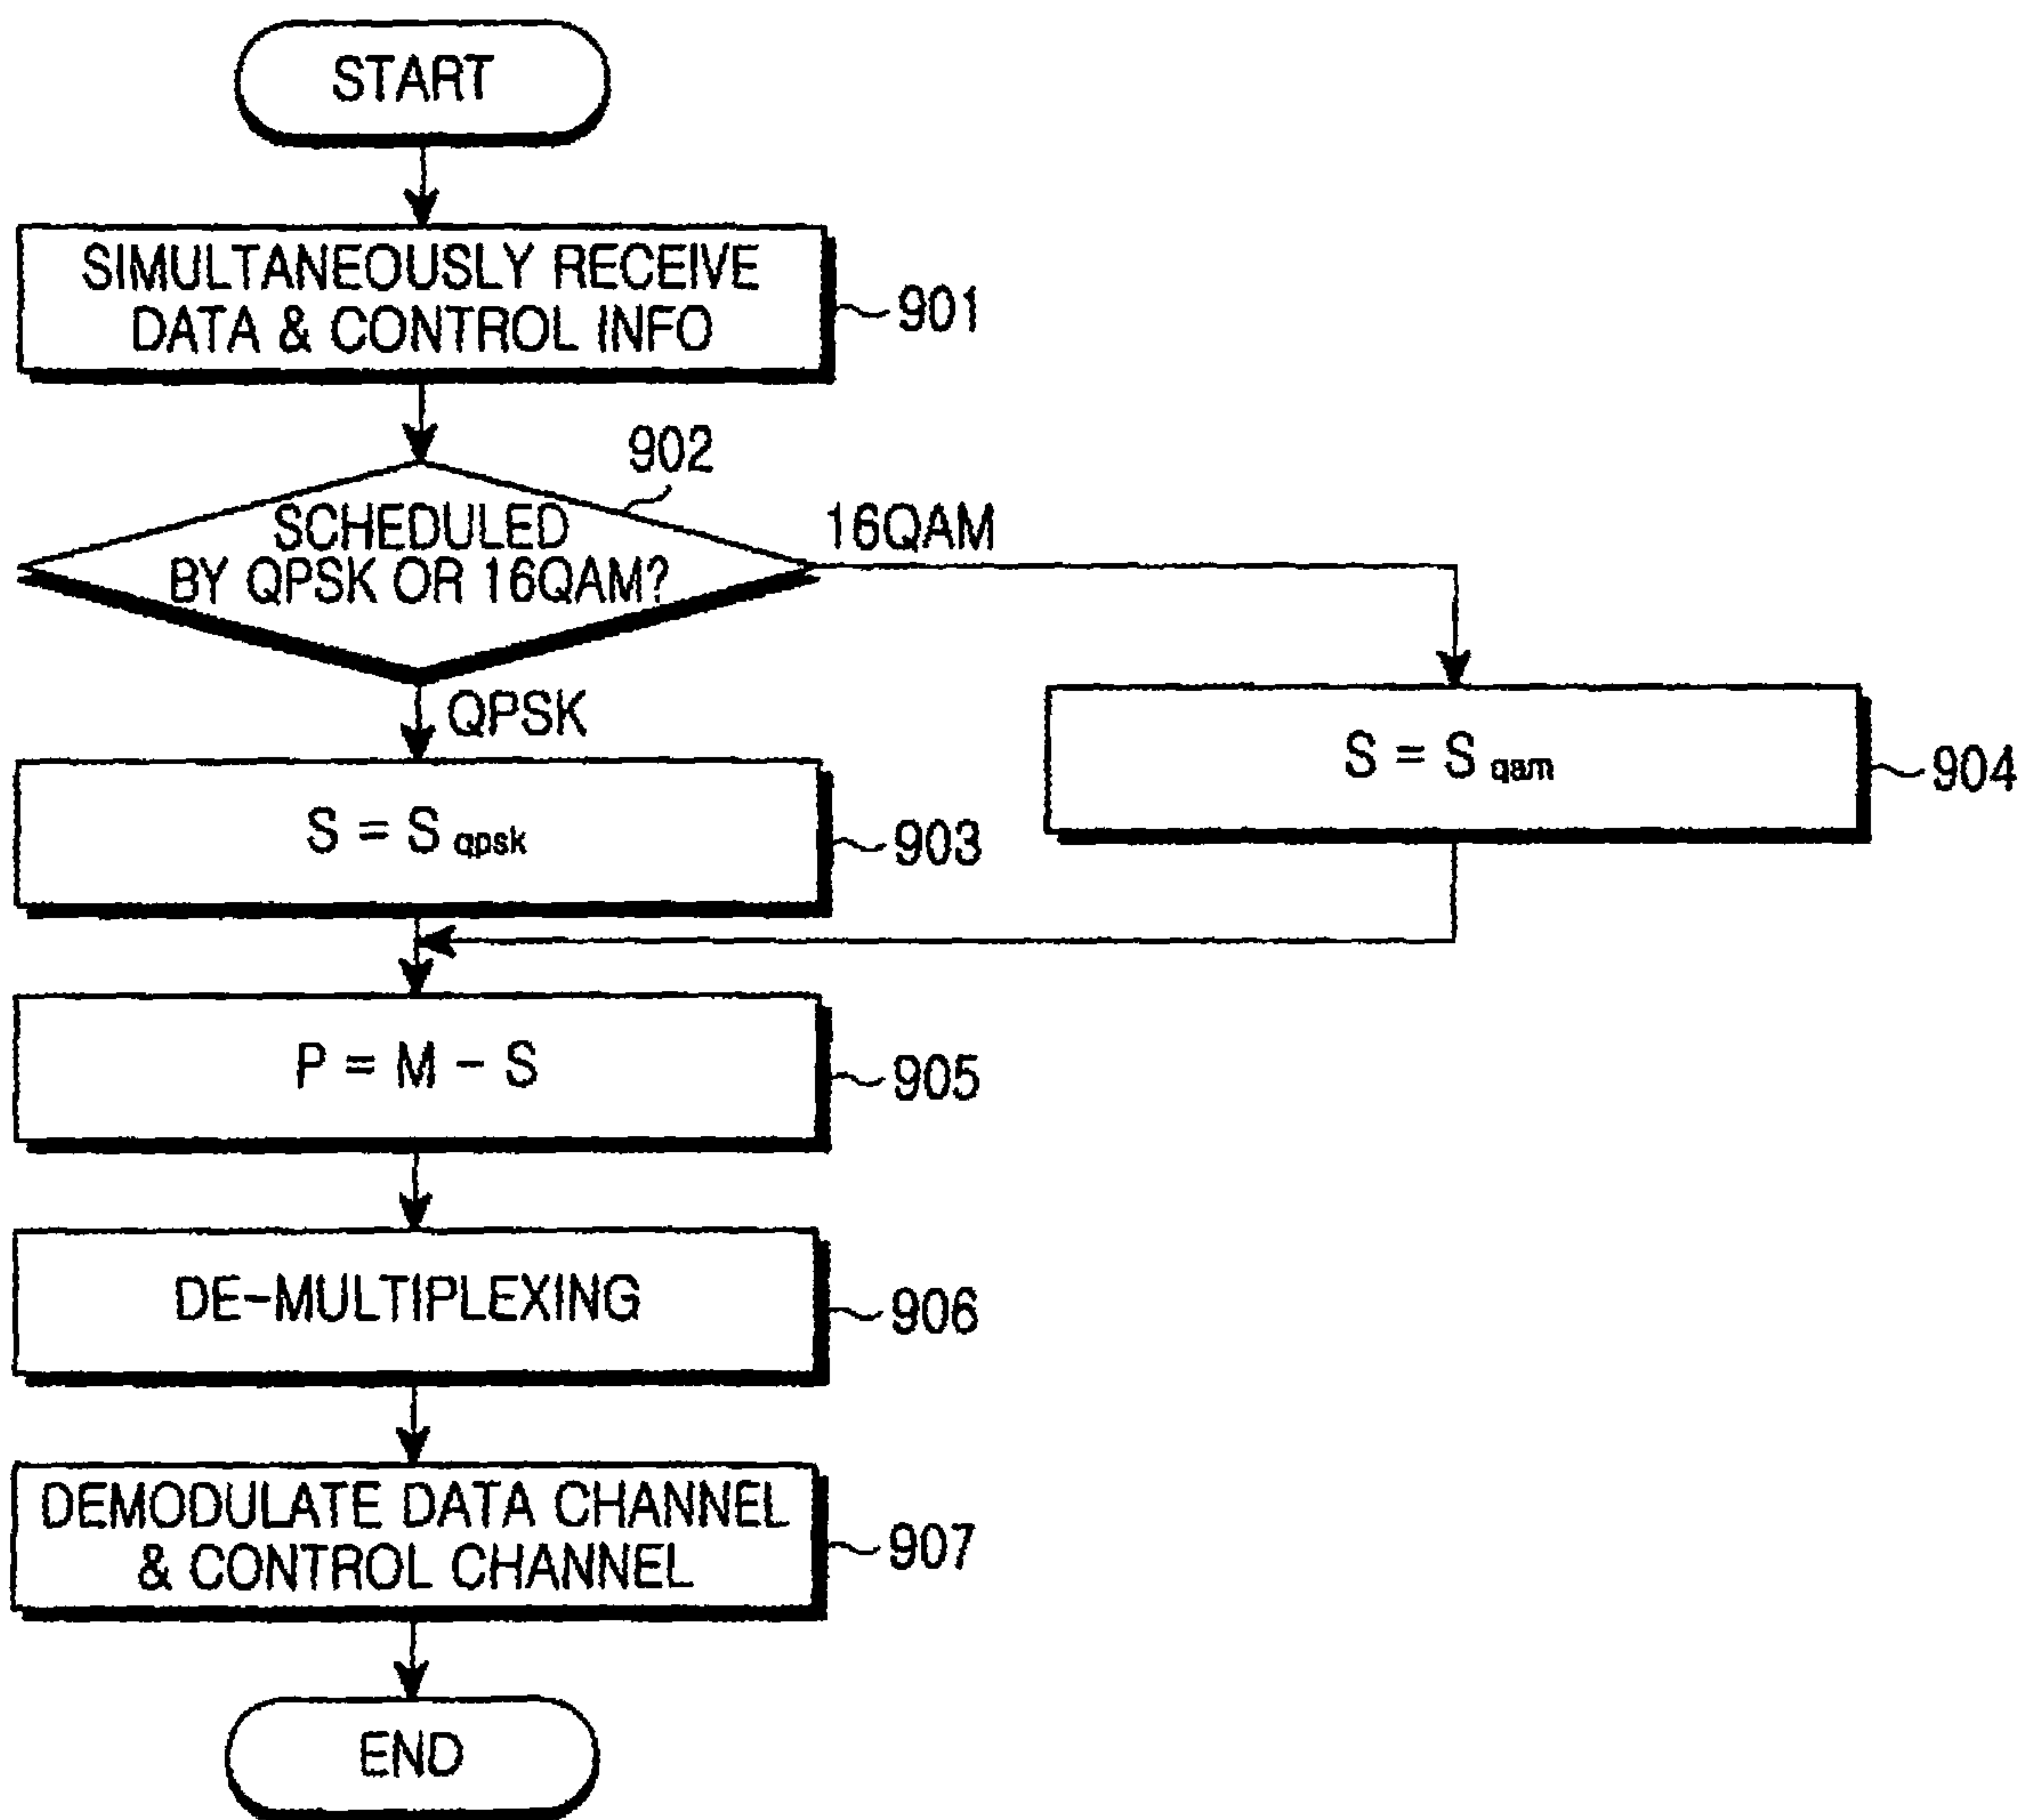 START
SIMULTANEOUSLY RECEIVE
DATA & CONTROL INFO
901
902
SCHEDULED
BY QPSK OR 16QAM?
16QAM
QPSK
S = S qam
904
S = S qpsk
903
P = M - S
905
DE-MULTIPLEXING
906
DEMODULATE DATA CHANNEL
& CONTROL CHANNEL
907
END